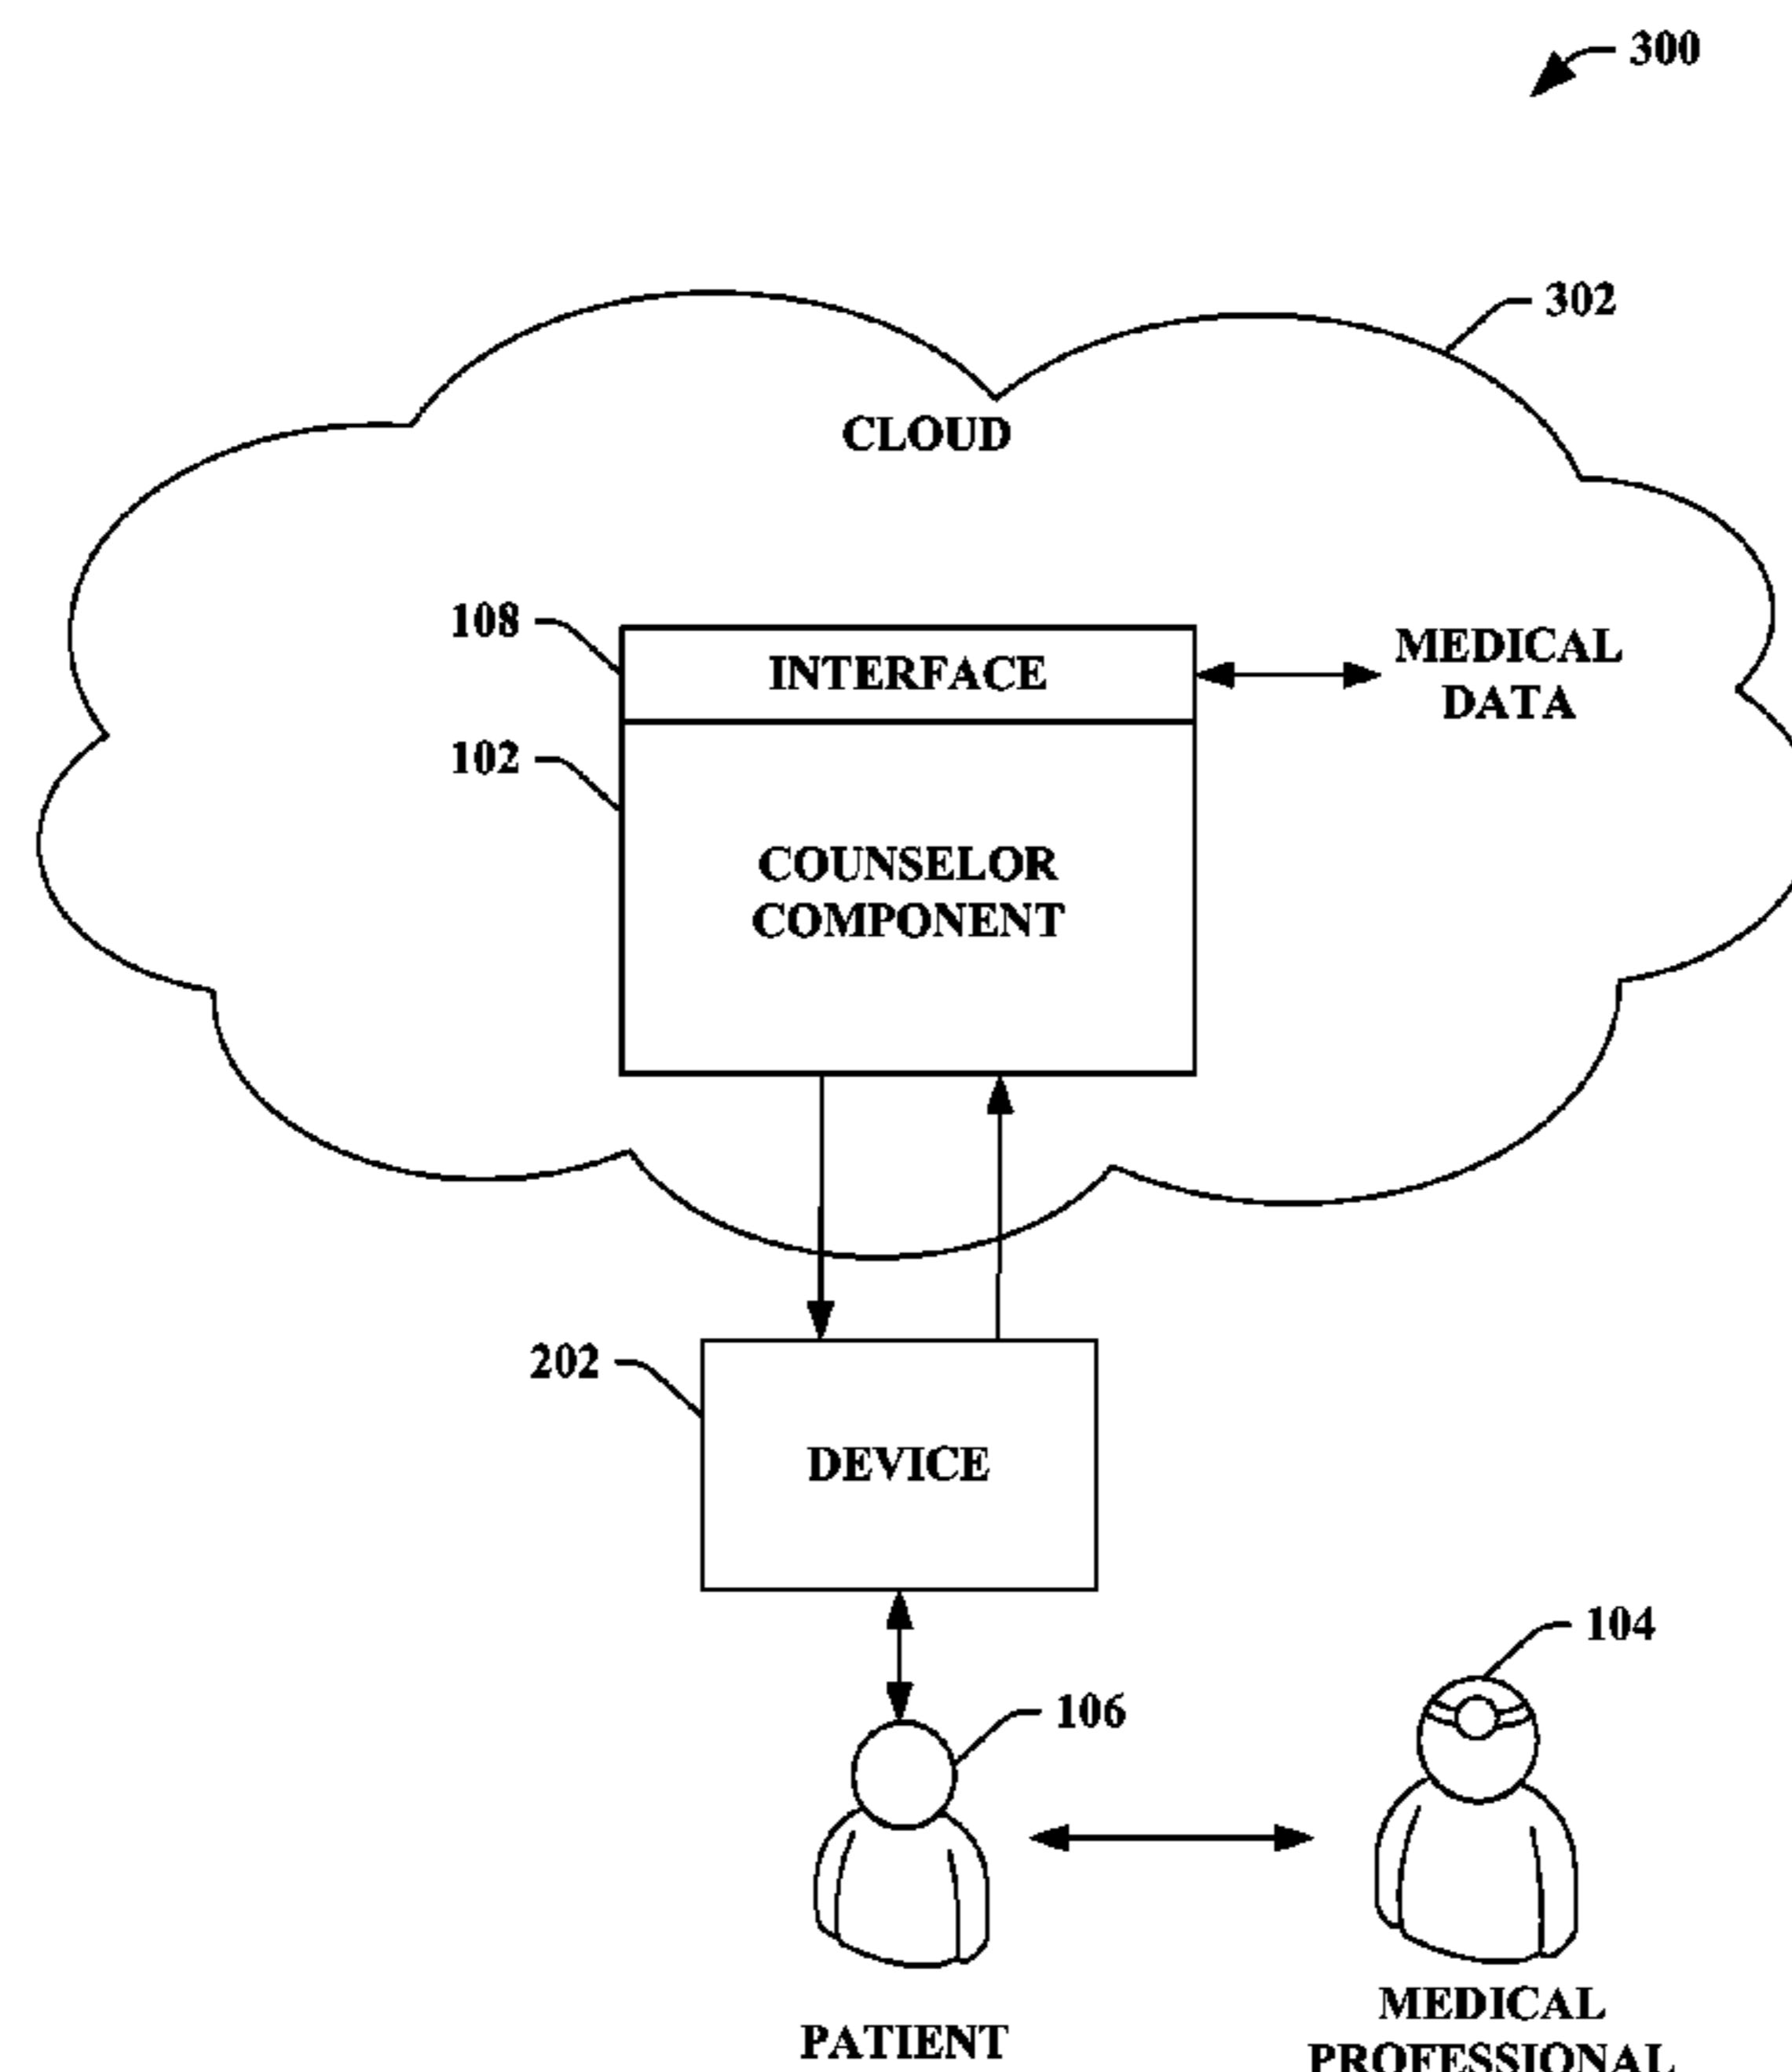 300
302
CLOUD
108
INTERFACE
MEDICAL
DATA
102
COUNSELOR
COMPONENT
202
DEVICE
104
106
PATIENT
MEDICAL
PROFESSIONAL